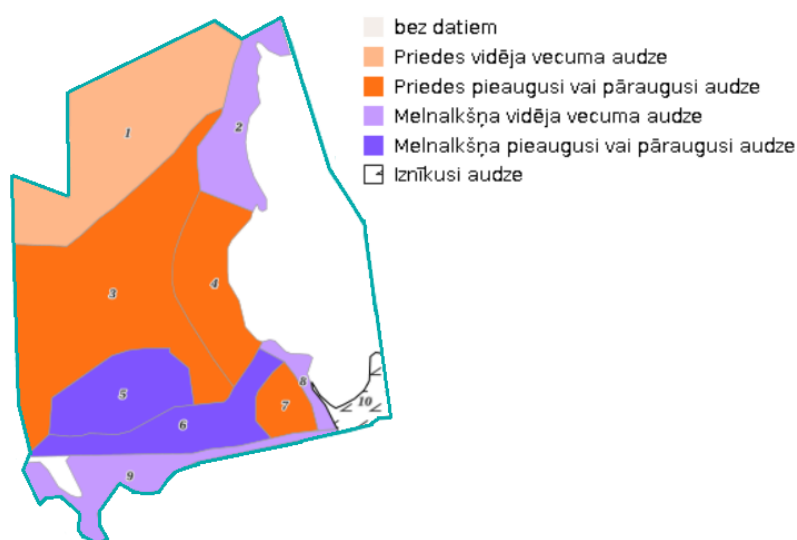 bez datiem
Priedes vidēja vecuma audze
Priedes pieaugusi vai pāraugusi audze
Melnalkšņa vidēja vecuma audze
Melnalkšņa pieaugusi vai pāraugusi audze
Iznīkusi audze
1
2
3
4
5
6
7
8
9
10